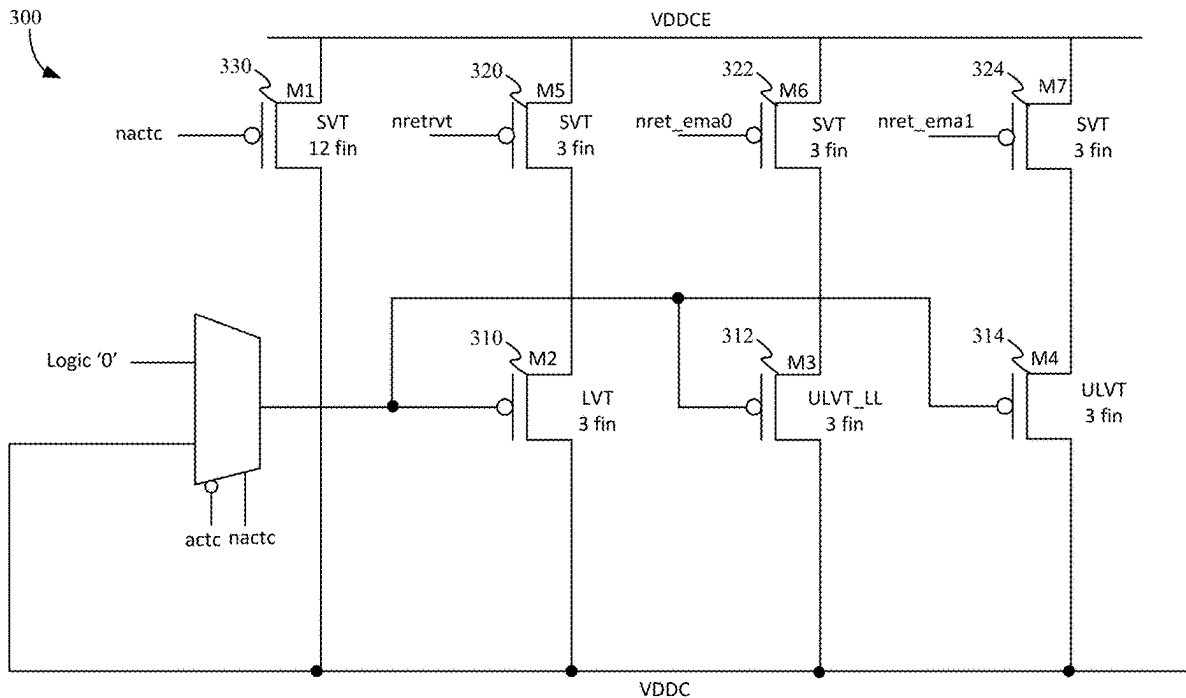 300
VDDCE
330
M1
320
M5
322
M6
324
M7
nactc
SVT
12 fin
nretrvt
SVT
3 fin
nret_ema0
SVT
3 fin
nret_ema1
SVT
3 fin
Logic '0'
310
M2
312
M3
314
M4
LVT
3 fin
ULVT_LL
3 fin
ULVT
3 fin
actc
nactc
VDDC